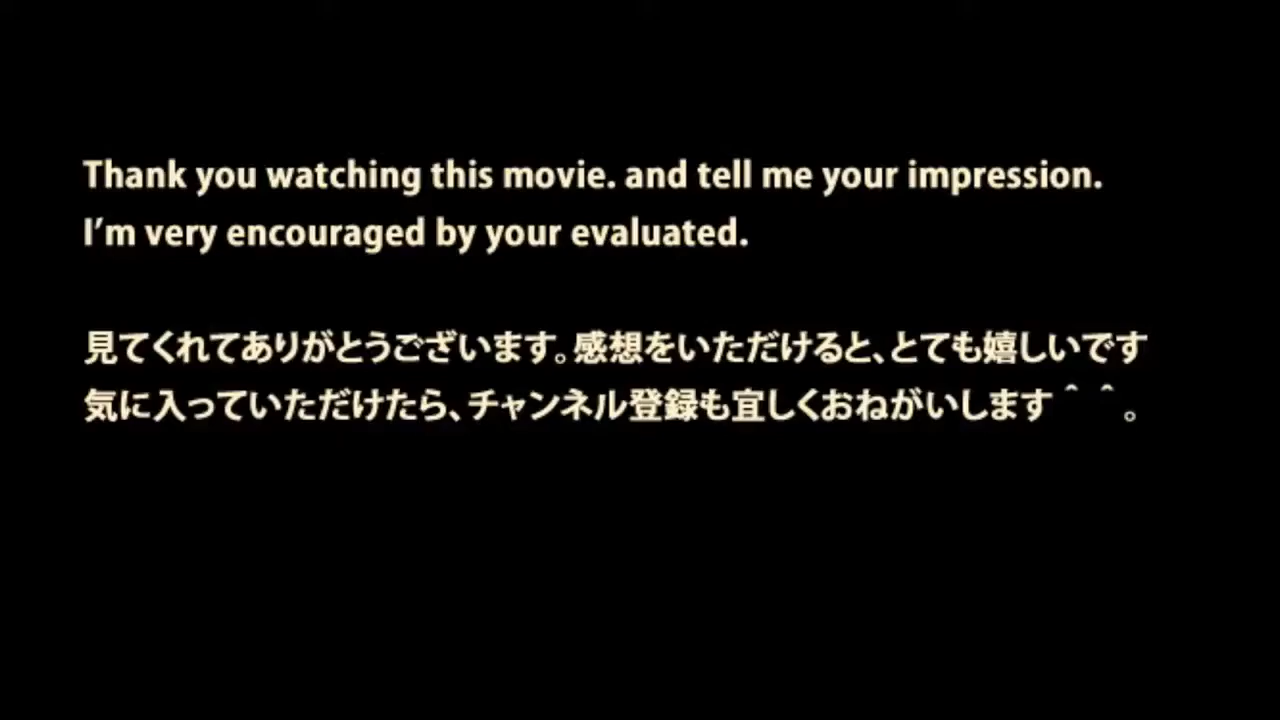 Thank you watching this movie. and tell me your impression.
I’m very encouraged by your evaluated.
見てくれてありがとうございます。感想をいただけると、とても嬉しいです
気に入っていただけたら、チャンネル登録も宜しくおねがいします＾＾。